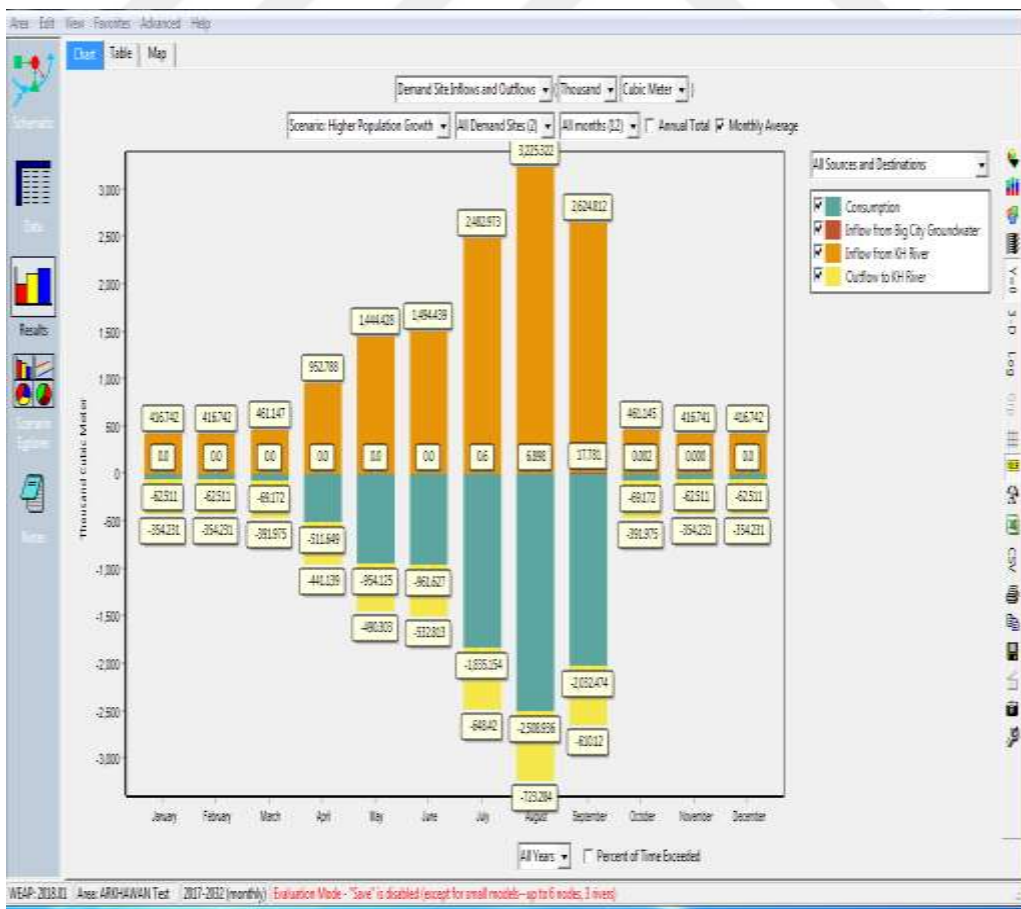 Area Edit View Favorites Advanced Help
Chart Table Map
Demand Site Inflows and Outflows ( Thousand Cubic Meter )
Scenario: Higher Population Growth All Demand Sites (2) All months (12) Annual Total Monthly Average
All Sources and Destinations
Consumption
Inflow from Big City Groundwater
Inflow from KH River
Outflow to KH River
Schematic
Data
Results
Scenario
Explorer
Notes
Y=0
3-D
Log
CSV
Thousand Cubic Meter
3,000
2,500
2,000
1,500
1,000
500
0
-500
-1,000
-1,500
-2,000
-2,500
-3,000
3,225.322
2,624.812
2,482.973
1,444.428 1,494.439
952.788
416.742 416.742 461.147 461.145 416.741 416.742
0.0 0.0 0.0 0.0 0.0 0.0 0.6 6.898 17.781 0.002 0.000 0.0
-62.511 -62.511 -69.172 -69.172 -62.511 -62.511
-354.231 -354.231 -391.975 -511.649 -391.975 -354.231 -354.231
-441.139 -954.125 -961.627
-490.303 -532.813
-1,835.154 -2,032.474
-648.42 -2,508.936 -610.12
-723.284
January February March April May June July August September October November December
All Years Percent of Time Exceeded
WEAP: 2018.01 Area: ARKHAWAN Test 2017-2032 (monthly) Evaluation Mode - "Save" is disabled (except for small models--up to 6 nodes, 3 rivers)